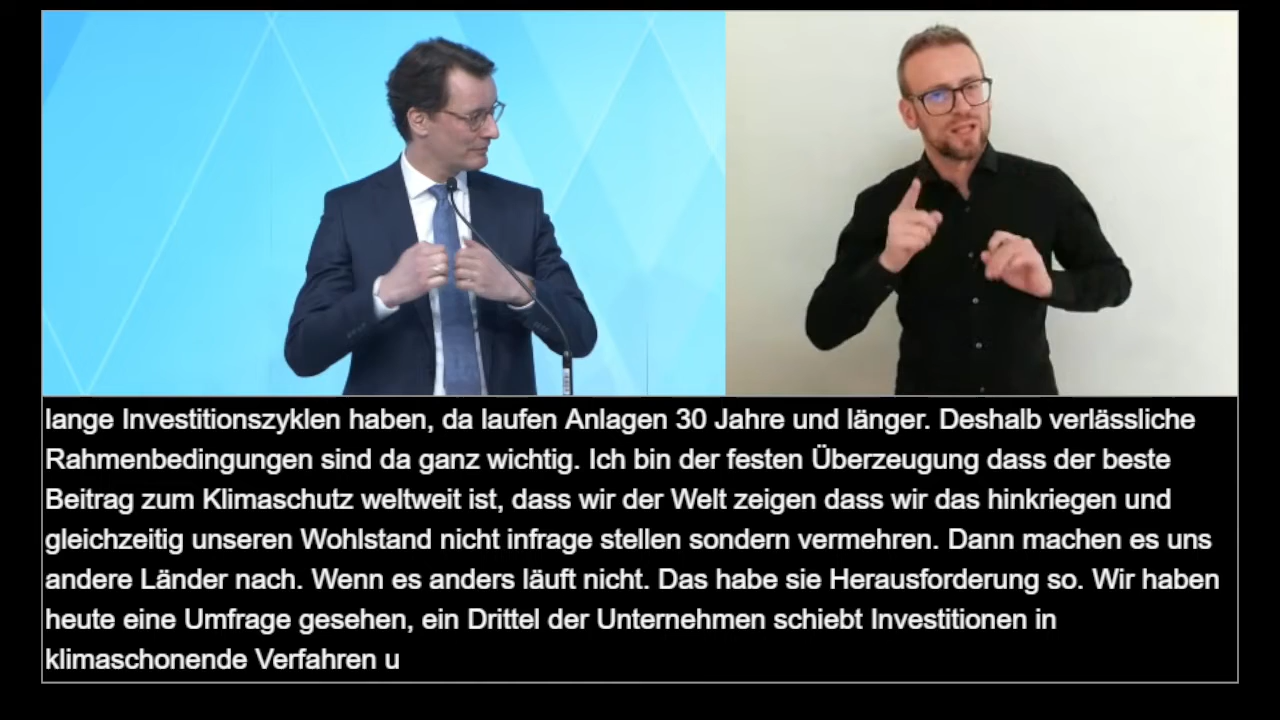 lange Investitionszyklen haben, da laufen Anlagen 30 Jahre und länger. Deshalb verlässliche
Rahmenbedingungen sind da ganz wichtig. Ich bin der festen Überzeugung dass der beste
Beitrag zum Klimaschutz weltweit ist, dass wir der Welt zeigen dass wir das hinkriegen und
gleichzeitig unseren Wohlstand nicht infrage stellen sondern vermehren. Dann machen es uns
andere Länder nach. Wenn es anders läuft nicht. Das habe sie Herausforderung so. Wir haben
heute eine Umfrage gesehen, ein Drittel der Unternehmen schiebt Investitionen in
klimaschonende Verfahren u